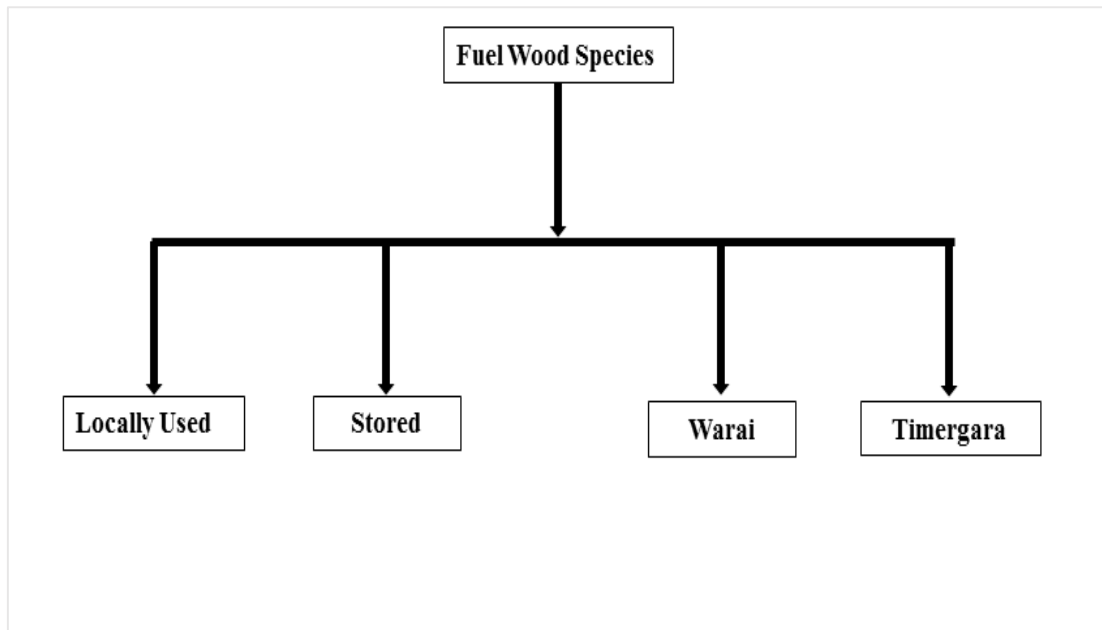 Fuel Wood Species
Locally Used
Stored
Warai
Timergara